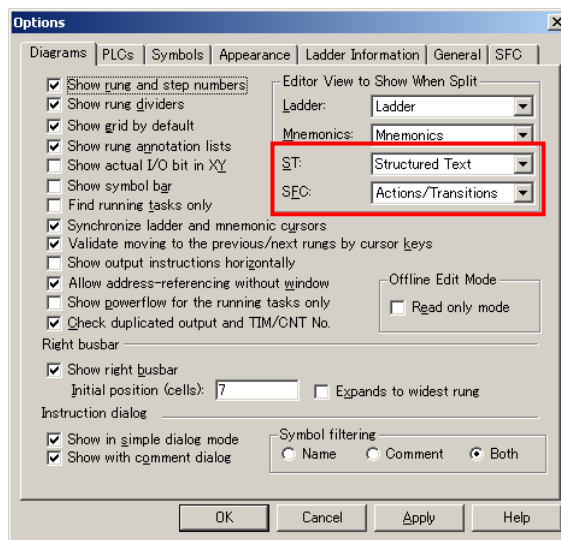 Options
Diagrams PLCs Symbols Appearance Ladder Information General SFC
Show rung and step numbers
Show rung dividers
Show grid by default
Show rung annotation lists
Show actual I/O bit in XY
Show symbol bar
Find running tasks only
Synchronize ladder and mnemonic cursors
Validate moving to the previous/next rungs by cursor keys
Show output instructions horizontally
Allow address-referencing without window
Show powerflow for the running tasks only
Check duplicated output and TIM/CNT No.
Editor View to Show When Split
Ladder: Ladder
Mnemonics: Mnemonics
ST: Structured Text
SFC: Actions/Transitions
Offline Edit Mode
Read only mode
Right busbar
Show right busbar
Initial position (cells): 7
Expands to widest rung
Instruction dialog
Show in simple dialog mode
Show with comment dialog
Symbol filtering
Name Comment Both
OK Cancel Apply Help